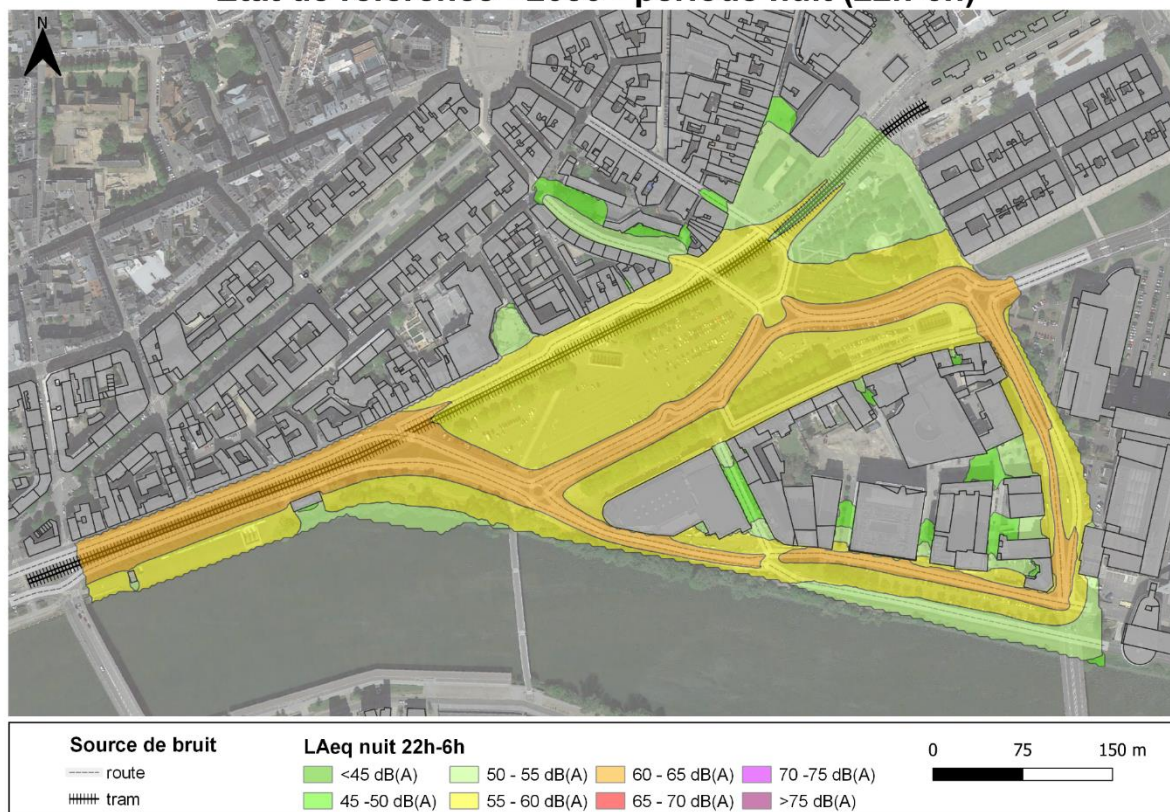 N
Source de bruit
route
tram
LAeq nuit 22h-6h
<45 dB(A)
50 - 55 dB(A)
60 - 65 dB(A)
70 -75 dB(A)
45 -50 dB(A)
55 - 60 dB(A)
65 - 70 dB(A)
>75 dB(A)
0 75 150 m